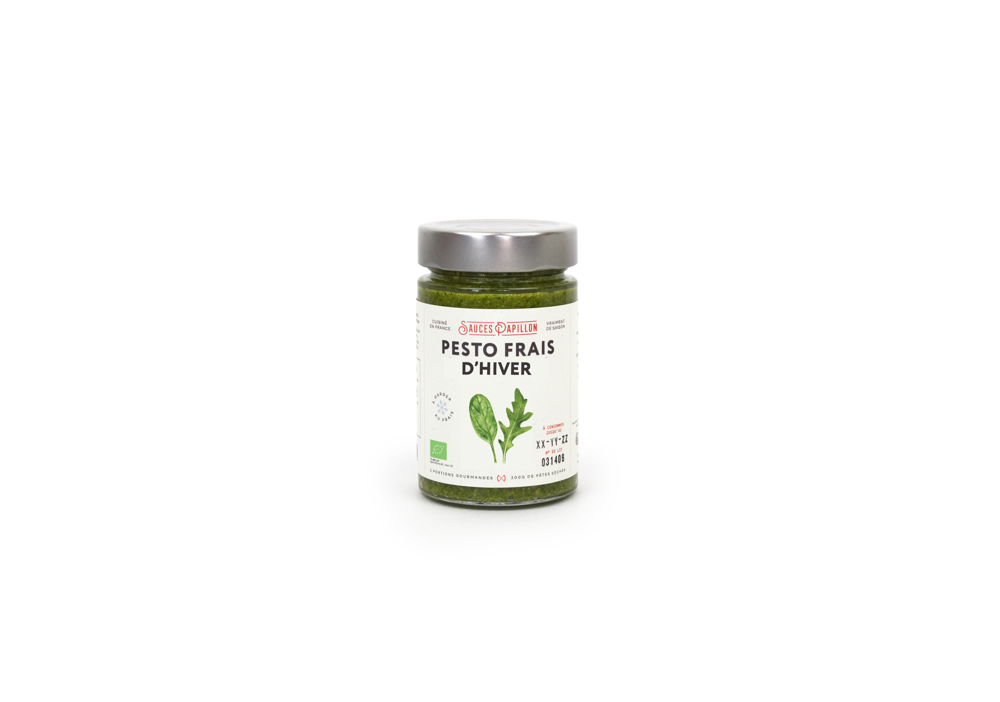 CUISINÉ
EN FRANCE
SAUCES PAPILLON
VRAIMENT
DE SAISON
PESTO FRAIS
D'HIVER
A GARDER
AU FRAIS
À CONSOMMER
JUSQU'AU
XX-YY-ZZ
Nº DE LOT
031406
FR-BIO-09
Agriculture UE / non UE
2 PORTIONS GOURMANDES
300G DE PÂTES SÈCHES